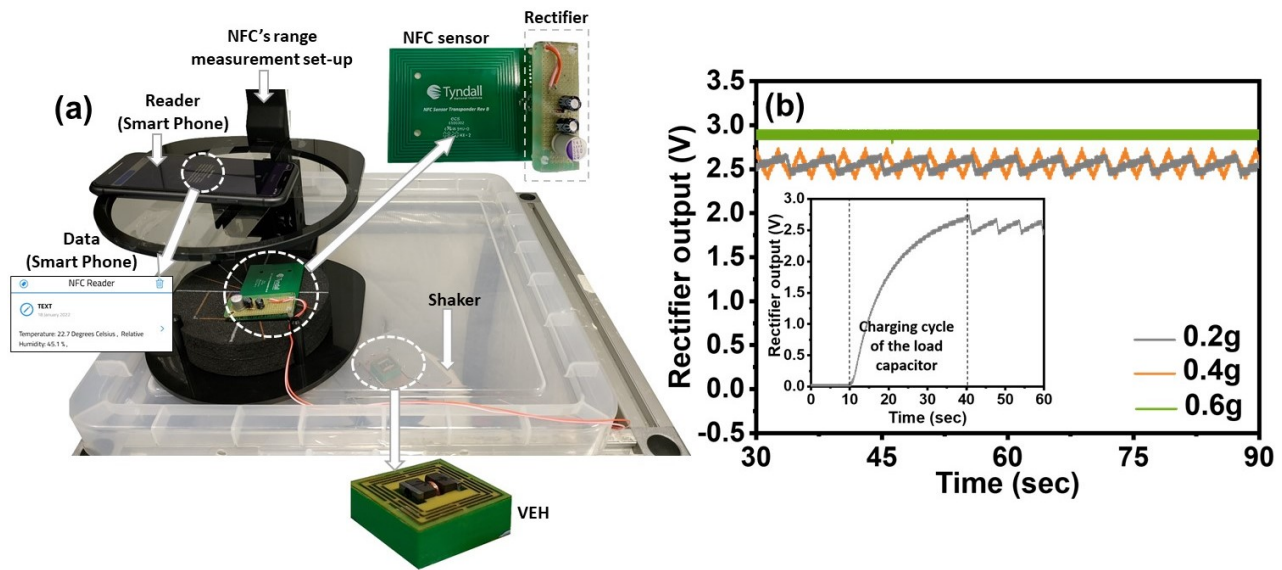 (a)
NFC's range
measurement set-up
Reader
(Smart Phone)
NFC sensor
Rectifier
Tyndall
NFC Sensor Transponder Rev B
Data
(Smart Phone)
NFC Reader
TEXT
Temperature: 22.7 Degrees Celsius , Relative
Humidity: 45.1 % ,
Shaker
VEH
(b)
Rectifier output (V)
3.5
3.0
2.5
2.0
1.5
1.0
0.5
0.0
-0.5
30
45
60
75
90
Time (sec)
0.2g
0.4g
0.6g
Rectifier output (V)
3.0
2.5
2.0
1.5
1.0
0.5
0.0
Charging cycle
of the load
capacitor
0
10
20
30
40
50
60
Time (sec)